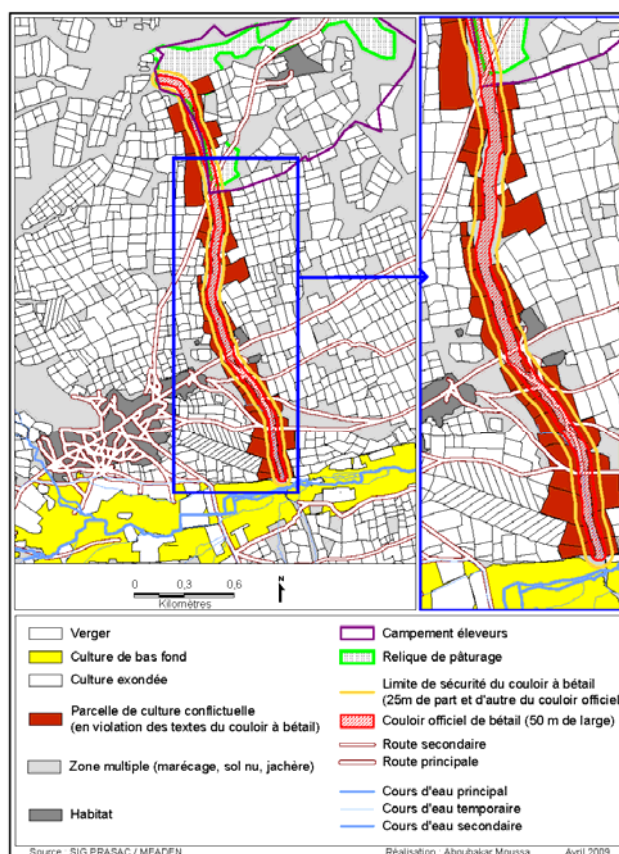 0 0,3 0,6
Kilomètres
N
Verger
Culture de bas fond
Culture exondée
Parcelle de culture conflictuelle
(en violation des textes du couloir à bétail)
Zone multiple (marécage, sol nu, jachère)
Habitat
Campement éleveurs
Relique de pâturage
Limite de sécurité du couloir à bétail
(25m de part et d'autre du couloir officiel)
Couloir officiel de bétail (50 m de large)
Route secondaire
Route principale
Cours d'eau principal
Cours d'eau temporaire
Cours d'eau secondaire
Source : SIG PRASAC / MEADEN
Réalisation : Aboubakar Moussa Avril 2009